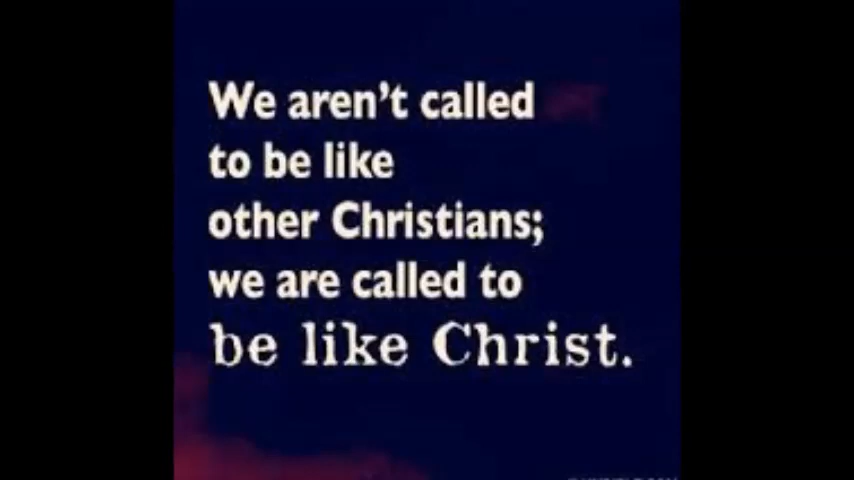 We aren't called
to be like
other Christians;
we are called to
be like Christ.